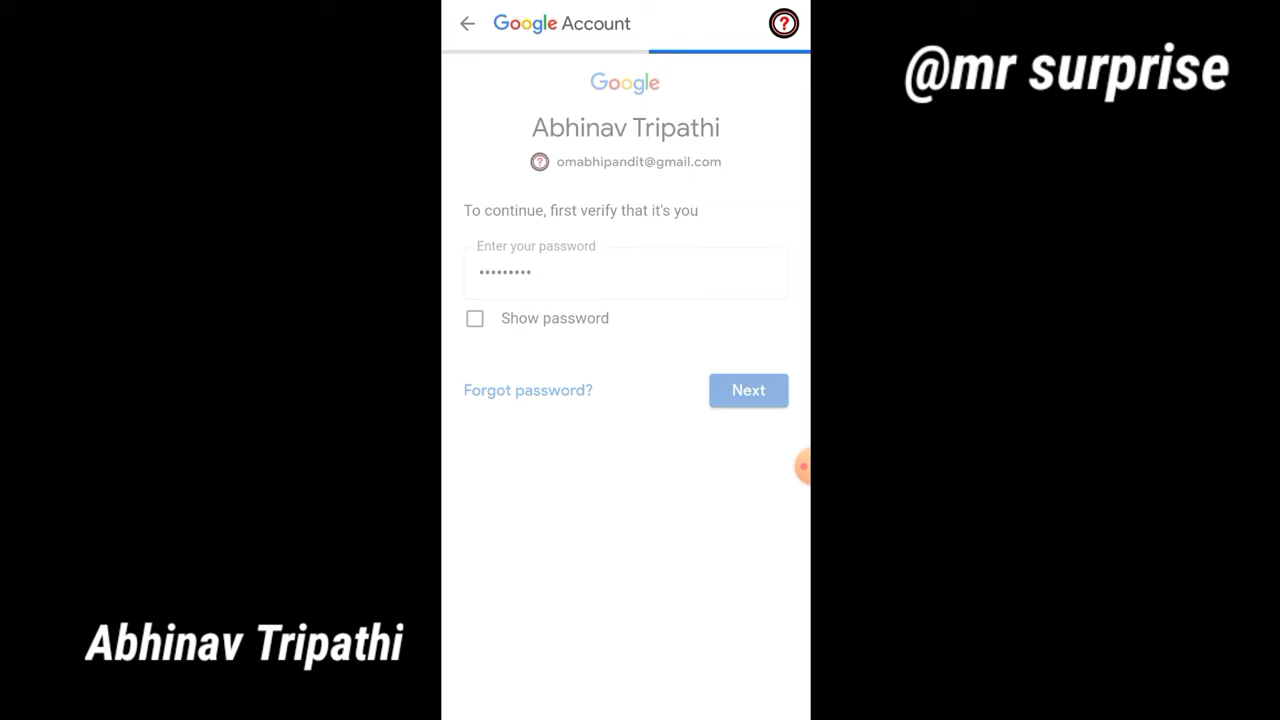 Google Account
?
@mr surprise
Google
Abhinav Tripathi
? omabhipandit@gmail.com
To continue, first verify that it's you
Enter your password
•••••••••
Show password
Forgot password?
Next
Abhinav Tripathi